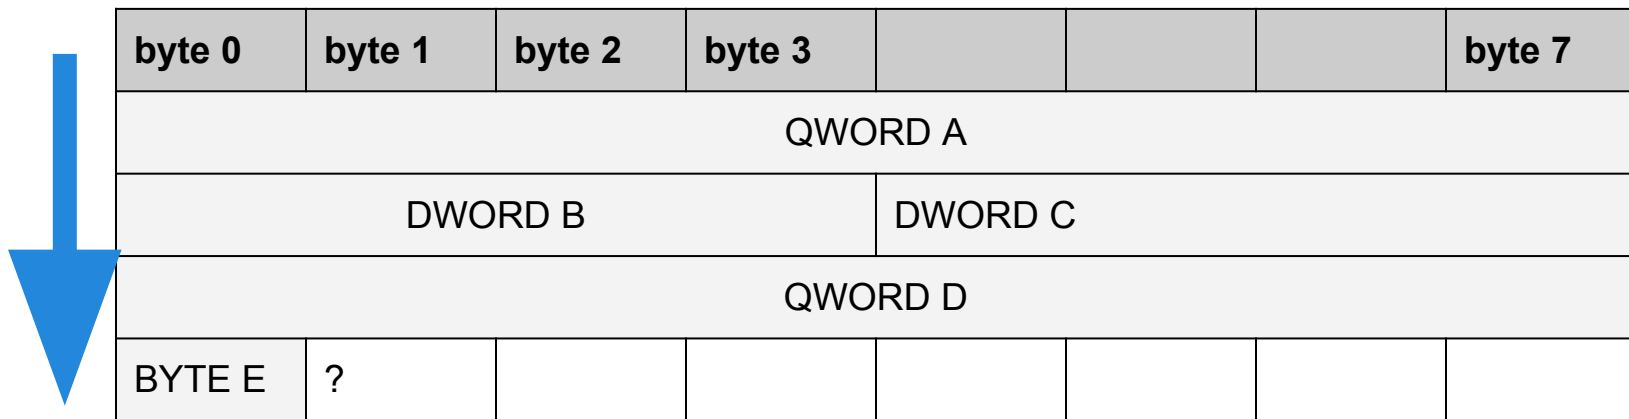 byte 0 byte 1 byte 2 byte 3 byte 7
QWORD A
DWORD B DWORD C
QWORD D
BYTE E ?